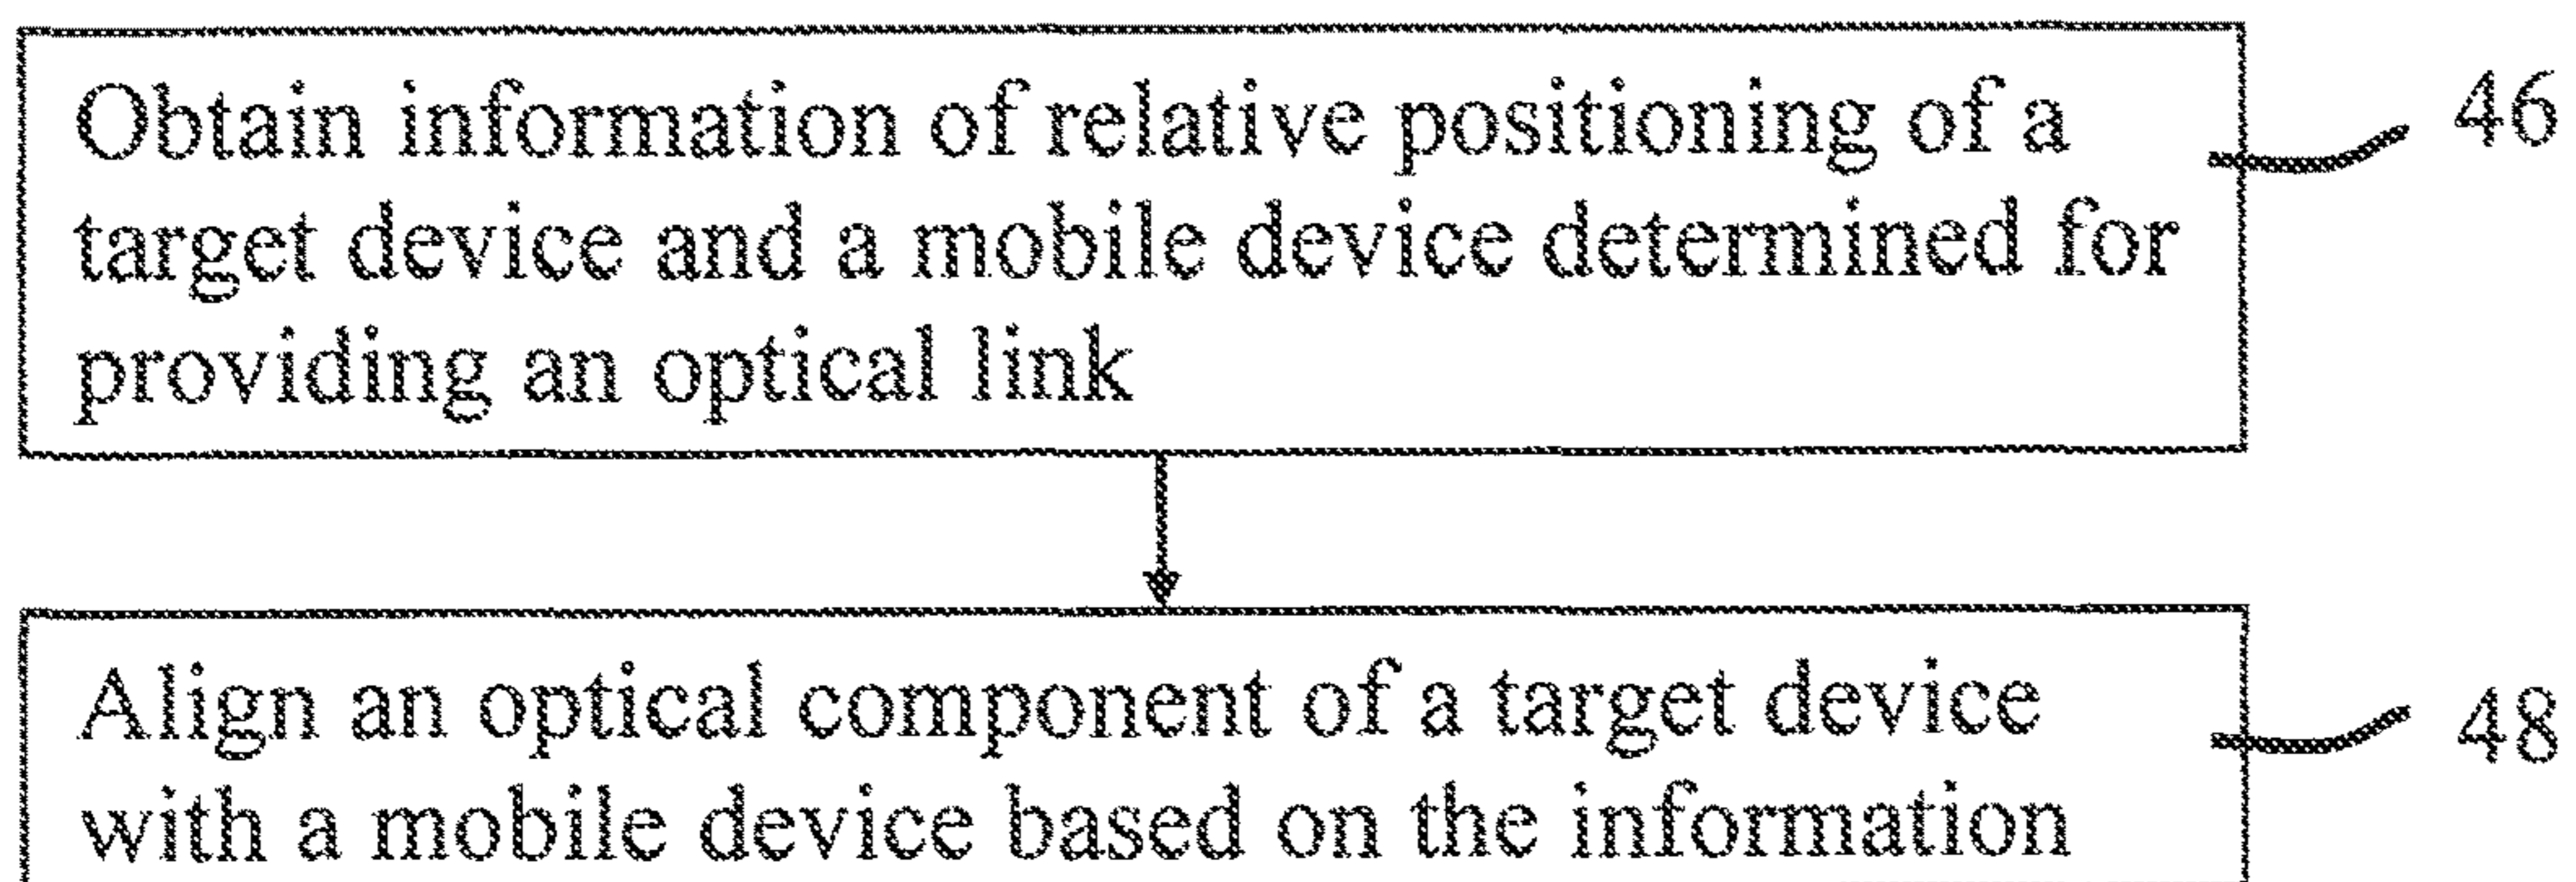 Obtain information of relative positioning of a
46
target device and a mobile device determined for
providing an optical link
Align an optical component of a target device
48
with a mobile device based on the information